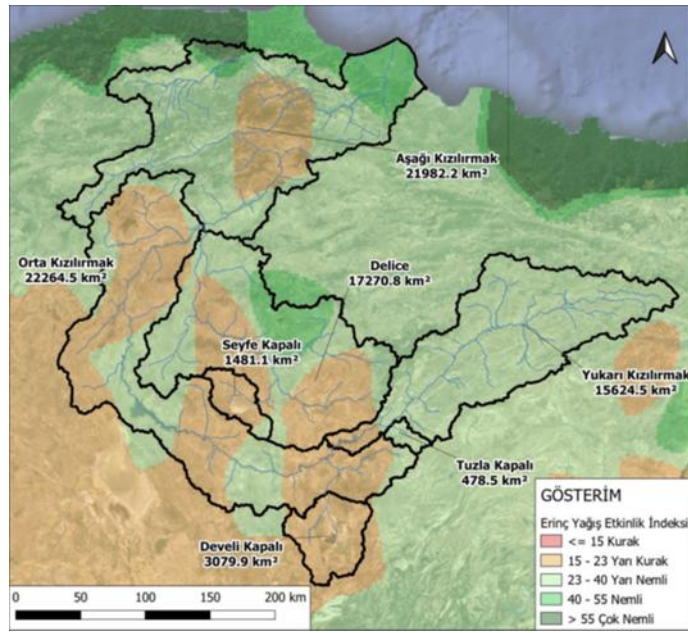 Aşağı Kızılırmak
21982.2 km²
Orta Kızılırmak
22264.5 km²
Delice
17270.8 km²
Seyfe Kapalı
1481.1 km²
Yukarı Kızılırmak
15624.5 km²
Tuzla Kapalı
478.5 km²
Develi Kapalı
3079.9 km²
GÖSTERİM
Erinç Yağış Etkinlik İndeksi
<= 15 Kurak
15 - 23 Yarı Kurak
23 - 40 Yarı Nemli
40 - 55 Nemli
> 55 Çok Nemli
0 50 100 150 200 km